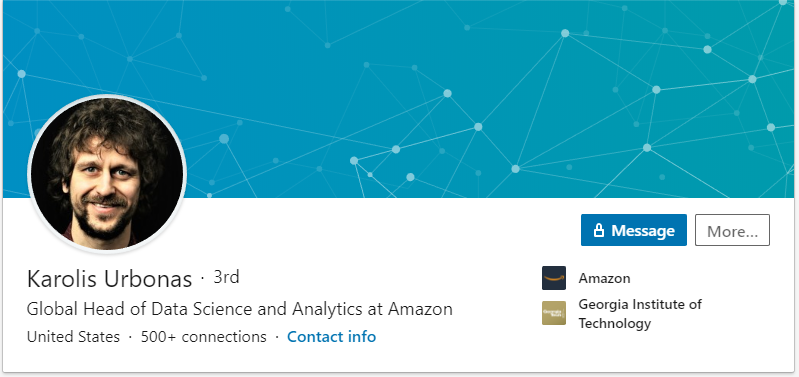 Message
More...
Karolis Urbonas · 3rd
Amazon
Global Head of Data Science and Analytics at Amazon
Georgia Institute of
Technology
United States · 500+ connections · Contact info